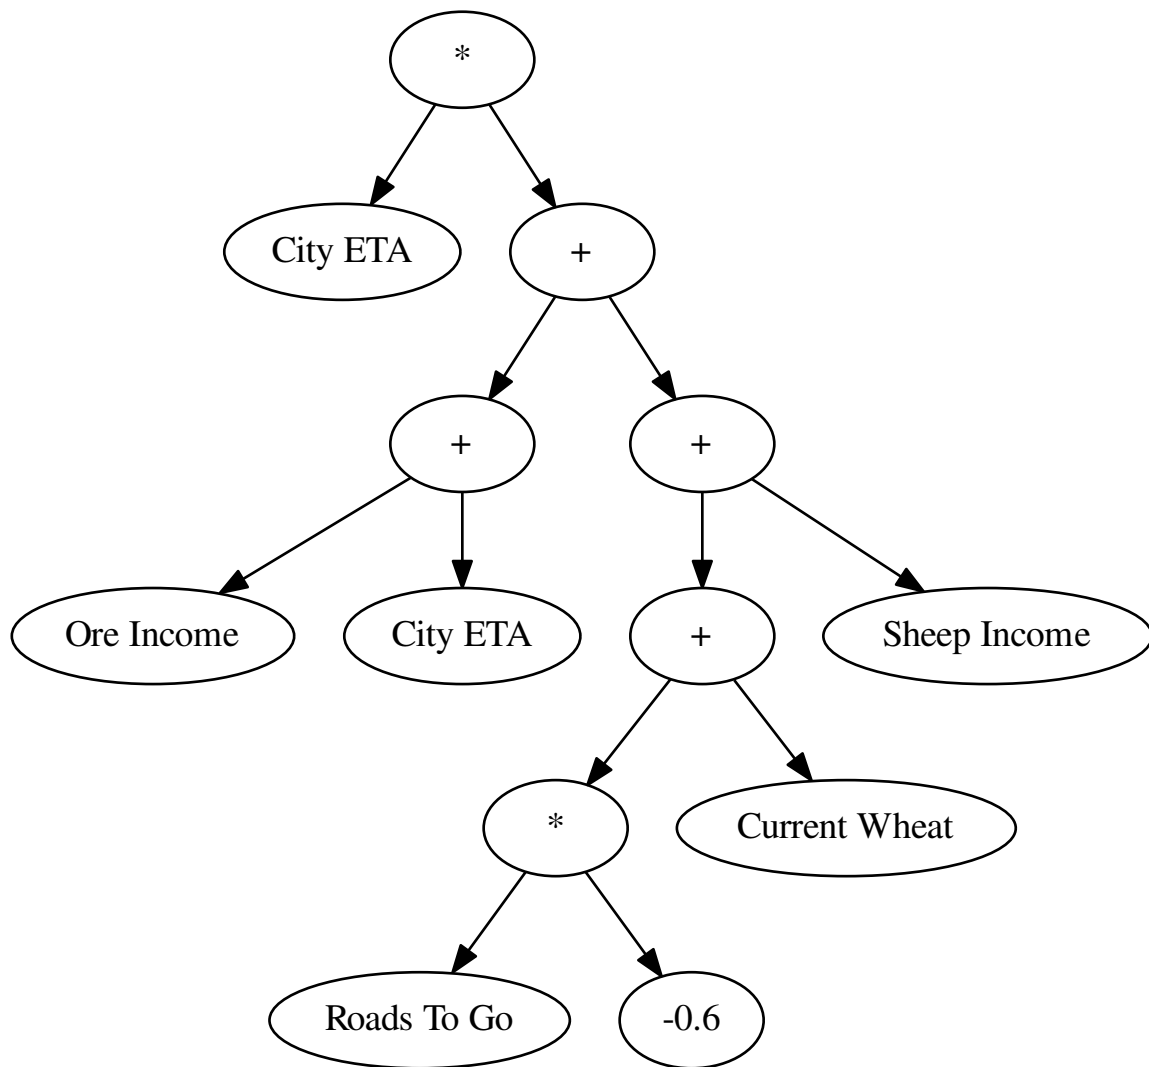 *
City ETA
+
+
+
Ore Income
City ETA
+
Sheep Income
*
Current Wheat
Roads To Go
-0.6